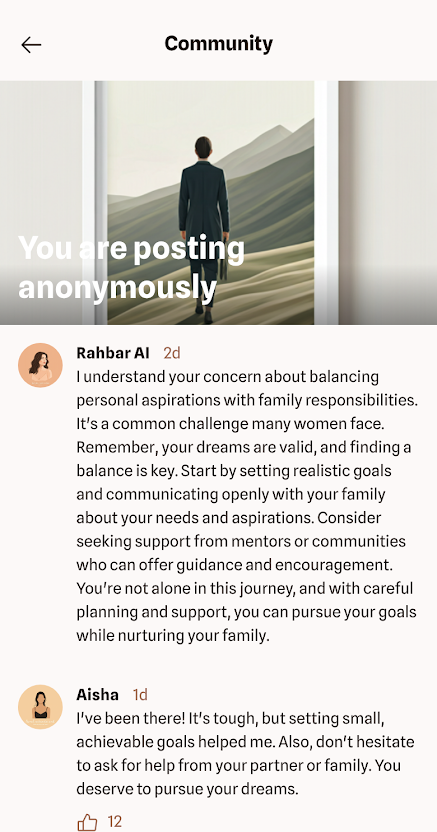 Community
You are posting
anonymously
Rahbar AI 2d
I understand your concern about balancing
personal aspirations with family responsibilities.
It's a common challenge many women face.
Remember, your dreams are valid, and finding a
balance is key. Start by setting realistic goals
and communicating openly with your family
about your needs and aspirations. Consider
seeking support from mentors or communities
who can offer guidance and encouragement.
You're not alone in this journey, and with careful
planning and support, you can pursue your goals
while nurturing your family.
Aisha 1d
I've been there! It's tough, but setting small,
achievable goals helped me. Also, don't hesitate
to ask for help from your partner or family. You
deserve to pursue your dreams.
12